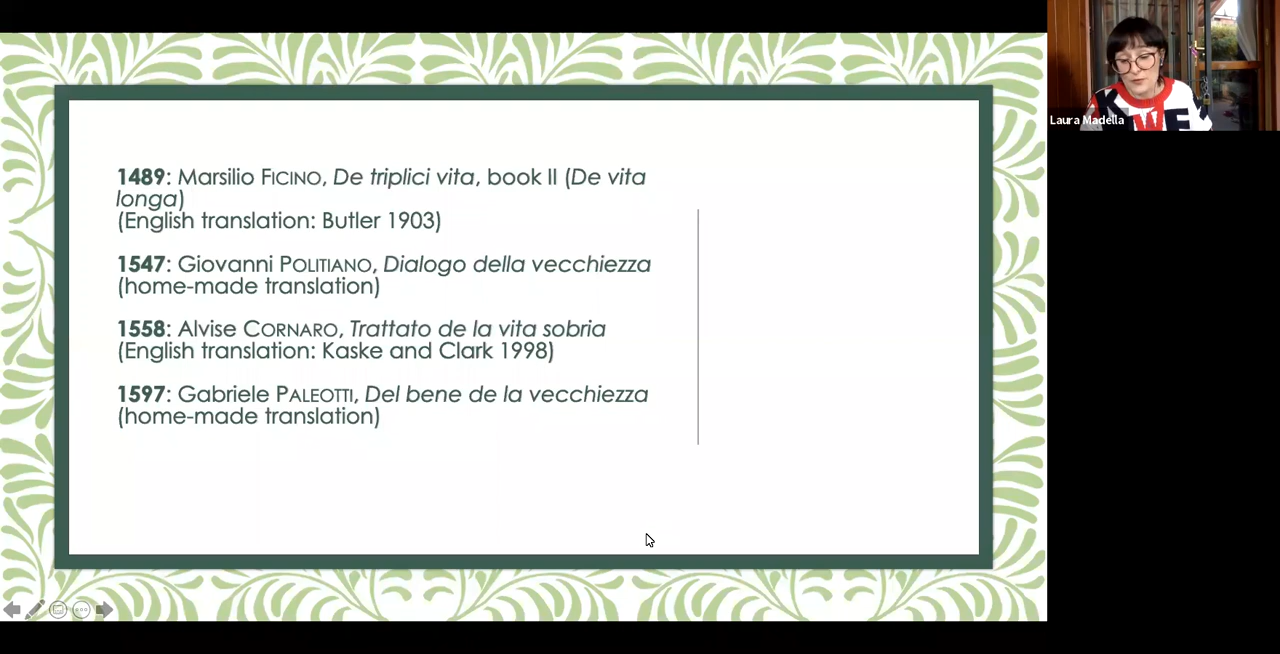 1489: Marsilio FICINO, De triplici vita, book II (De vita
longa)
(English translation: Butler 1903)
1547: Giovanni POLITIANO, Dialogo della vecchiezza
(home-made translation)
1558: Alvise CORNARO, Trattato de la vita sobria
(English translation: Kaske and Clark 1998)
1597: Gabriele PALEOTTI, Del bene de la vecchiezza
(home-made translation)
Laura Madella